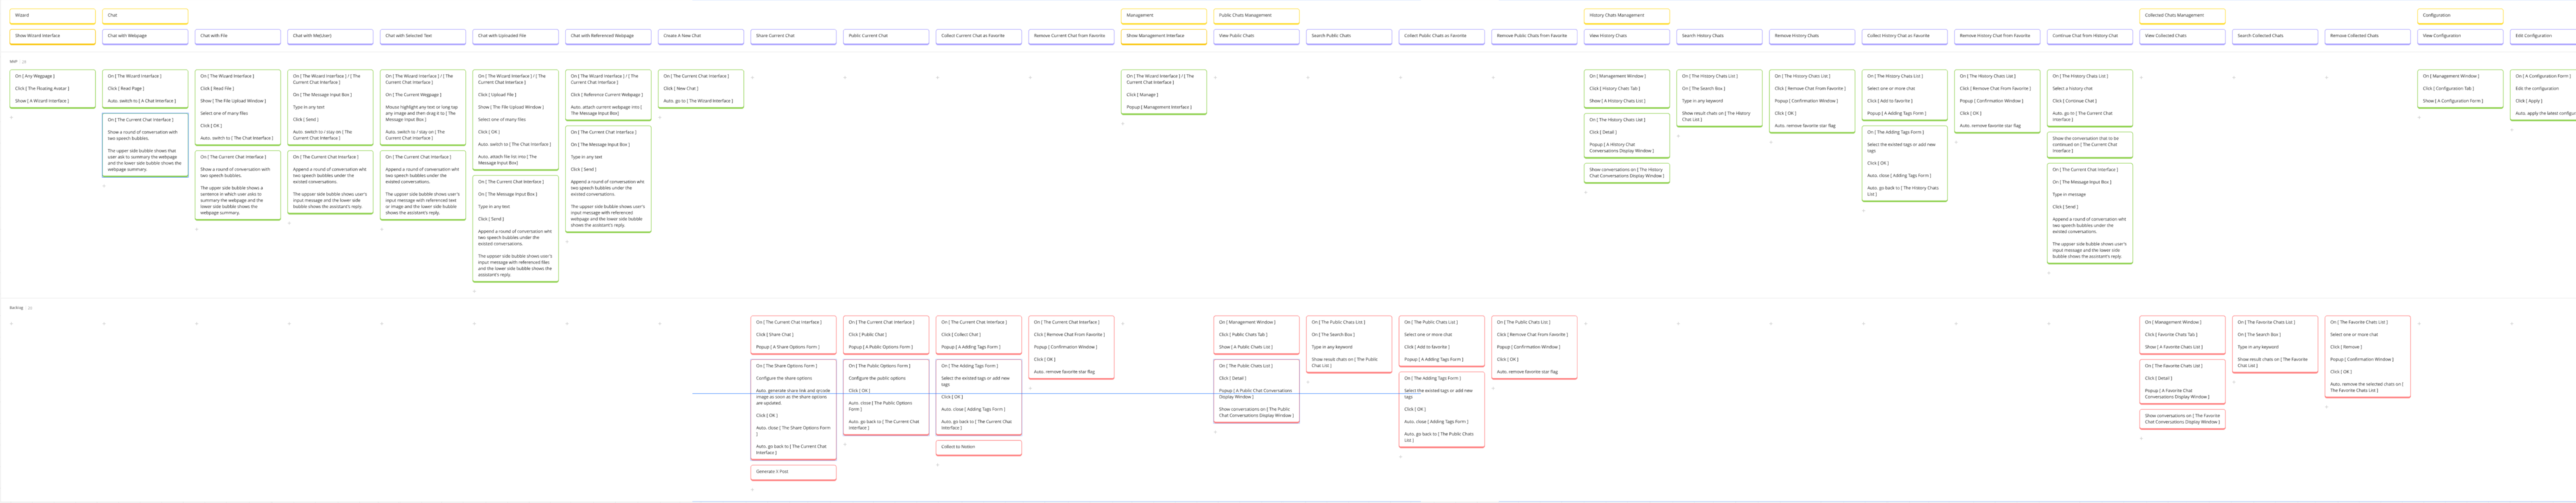 Wizard
Chat
Management
Public Chats Management
History Chats Management
Collected Chats Management
Configuration
Show Wizard Interface
Chat with Webpage
Chat with File
Chat with Me(User)
Chat with Selected Text
Chat with Uploaded File
Chat with Referenced Webpage
Create A New Chat
Share Current Chat
Public Current Chat
Collect Current Chat as Favorite
Remove Current Chat from Favorite
Show Management Interface
View Public Chats
Search Public Chats
Collect Public Chats as Favorite
Remove Public Chats From Favorite
View History Chats
Search History Chats
Remove History Chats
Collect History Chat as Favorite
Remove History Chat from Favorite
Continue Chat from History Chat
View Collected Chats
Search Collected Chats
Remove Collected Chats
View Configuration
Edit Configuration
MVP
On [ Any Wegpage ]
Click [ The Floating Avatar ]
Show [ A Wizard Interface ]
On [ The Wizard Interface ]
Click [ Read Page ]
Auto. switch to [ A Chat Interface ]
On [ The Current Chat Interface ]
Show a round of conversation with
two speech bubbles.
The upper side bubble shows that
user ask to summary the webpage
and the lower side bubble shows the
webpage summary.
On [ The Wizard Interface ]
Click [ Read File ]
Show [ The File Upload Window ]
Select one of many files
Click [ OK ]
Auto. switch to [ The Chat Interface ]
On [ The Current Chat Interface ]
Show a round of conversation with
two speech bubbles.
The upper side bubble shows a
sentence in which user asks to
summary the webpage and the
lower side bubble shows the
webpage summary.
On [ The Wizard Interface ] / [ The
Current Chat Interface ]
On [ The Message Input Box ]
Type in any text
Click [ Send ]
Auto. switch to / stay on [ The
Current Chat Interface ]
On [ The Current Chat Interface ]
Append a round of conversation wht
two speech bubbles under the
existed conversations.
The uppser side bubble shows user's
input message and the lower side
bubble shows the assistant's reply.
On [ The Wizard Interface ] / [ The
Current Chat Interface ]
On [ The Current Wegpage ]
Misuse highlight any text or long tap
any image and then drag it to [ The
Message Input Box ]
Auto. switch to / stay on [ The
Current Chat Interface ]
On [ The Current Chat Interface ]
Append a round of conversation wht
two speech bubbles under the
existed conversations.
The uppser side bubble shows user's
input message with referenced text
or image and the lower side bubble
shows the assistant's reply.
On [ The Wizard Interface ] / [ The
Current Chat Interface ]
Click [ Upload File ]
Show [ The File Upload Window ]
Select one of many files
Click [ OK ]
Auto. switch to [ The Chat Interface ]
Auto. attach file list into [ The
Message Input Box]
On [ The Current Chat Interface ]
On [ The Message Input Box ]
Type in any text
Click [ Send ]
Append a round of conversation wht
two speech bubbles under the
existed conversations.
The uppser side bubble shows user's
input message with referenced files
and the lower side bubble shows the
assistant's reply.
On [ The Wizard Interface ] / [ The
Current Chat Interface ]
Click [ Reference Current Webpage ]
Auto. attach current webpage into [
The Message Input Box]
On [ The Current Chat Interface ]
On [ The Message Input Box ]
Type in any text
Click [ Send ]
Append a round of conversation wht
two speech bubbles under the
existed conversations.
The uppser side bubble shows user's
input message with referenced
webpage and the lower side bubble
shows the assistant's reply.
On [ The Current Chat Interface ]
Click [ New Chat ]
Auto. go to [ The Wizard Interface ]
On [ The Wizard Interface ] / [ The
Current Chat Interface ]
Click [ Manage ]
Popup [ Management Interface ]
On [ Management Window ]
Click [ History Chats Tab ]
Show [ A History Chats List ]
On [ The History Chats List ]
Click [ Detail ]
Popup [ A History Chat
Conversations Display Window ]
Show conversations on [ The History
Chat Conversations Display Window ]
On [ The History Chats List ]
On [ The Search Box ]
Type in any keyword
Show result chats on [ The History
Chat List ]
On [ The History Chats List ]
Click [ Remove Chat From Favorite ]
Popup [ Confirmation Window ]
Click [ OK ]
Auto. remove favorite star flag
On [ The History Chats List ]
Select one or more chat
Click [ Add to favorite ]
Popup [ A Adding Tags Form ]
On [ The Adding Tags Form ]
Select the existed tags or add new
tags
Click [ OK ]
Auto. close [ Adding Tags Form ]
Auto. go back to [ The History Chats
List ]
On [ The History Chats List ]
Click [ Remove Chat From Favorite ]
Popup [ Confirmation Window ]
Click [ OK ]
Auto. remove favorite star flag
On [ The History Chats List ]
Select a history chat
Click [ Continue Chat ]
Auto. go to [ The Current Chat
Interface ]
Show the conversation that to be
continued on [ The Current Chat
Interface ]
On [ The Current Chat Interface ]
On [ The Message Input Box ]
Type in message
Click [ Send ]
Append a round of conversation wht
two speech bubbles under the
existed conversations.
The uppser side bubble shows user's
input message and the lower side
bubble shows the assistant's reply.
On [ Management Window ]
Click [ Configuration Tab ]
Show [ A Configuration Form ]
On [ A Configuration Form ]
Edit the configuration
Click [ Apply ]
Auto. apply the latest
Backlog
On [ The Current Chat Interface ]
Click [ Share Chat ]
Popup [ A Share Options Form ]
On [ The Share Options Form ]
Configure the share options
Auto. generate share link and qrcode
image as soon as the share options
are updated.
Click [ OK ]
Auto. close [ The Share Options Form
]
Auto. go back to [ The Current Chat
Interface ]
Generate X Post
On [ The Current Chat Interface ]
Click [ Public Chat ]
Popup [ A Public Options Form ]
On [ The Public Options Form ]
Configure the public options
Click [ OK ]
Auto. close [ The Public Options
Form ]
Auto. go back to [ The Current Chat
Interface ]
On [ The Current Chat Interface ]
Click [ Collect Chat ]
Popup [ A Adding Tags Form ]
On [ The Adding Tags Form ]
Select the existed tags or add new
tags
Click [ OK ]
Auto. close [ Adding Tags Form ]
Auto. go back to [ The Current Chat
Interface ]
Collect to Notion
On [ The Current Chat Interface ]
Click [ Remove Chat From Favorite ]
Popup [ Confirmation Window ]
Click [ OK ]
Auto. remove favorite star flag
On [ Management Window ]
Click [ Public Chats Tab ]
Show [ A Public Chats List ]
On [ The Public Chats List ]
Click [ Detail ]
Popup [ A Public Chat Conversations
Display Window ]
Show conversations on [ The Public
Chat Conversations Display Window ]
On [ The Public Chats List ]
On [ The Search Box ]
Type in any keyword
Show result chats on [ The Public
Chat List ]
On [ The Public Chats List ]
Select one or more chat
Click [ Add to favorite ]
Popup [ A Adding Tags Form ]
On [ The Adding Tags Form ]
Select the existed tags or add new
tags
Click [ OK ]
Auto. close [ Adding Tags Form ]
Auto. go back to [ The Public Chats
List ]
On [ The Public Chats List ]
Click [ Remove Chat From Favorite ]
Popup [ Confirmation Window ]
Click [ OK ]
Auto. remove favorite star flag
On [ Management Window ]
Click [ Favorite Chats Tab ]
Show [ A Favorite Chats List ]
On [ The Favorite Chats List ]
Click [ Detail ]
Popup [ A Favorite Chat
Conversations Display Window ]
Show conversations on [ The Favorite
Chat Conversations Display Window ]
On [ The Favorite Chats List ]
On [ The Search Box ]
Type in any keyword
Show result chats on [ The Favorite
Chat List ]
On [ The Favorite Chats List ]
Select one or more chat
Click [ Remove ]
Popup [ Confirmation Window ]
Click [ OK ]
Auto. remove the selected chats on [
The Favorite Chats List ]